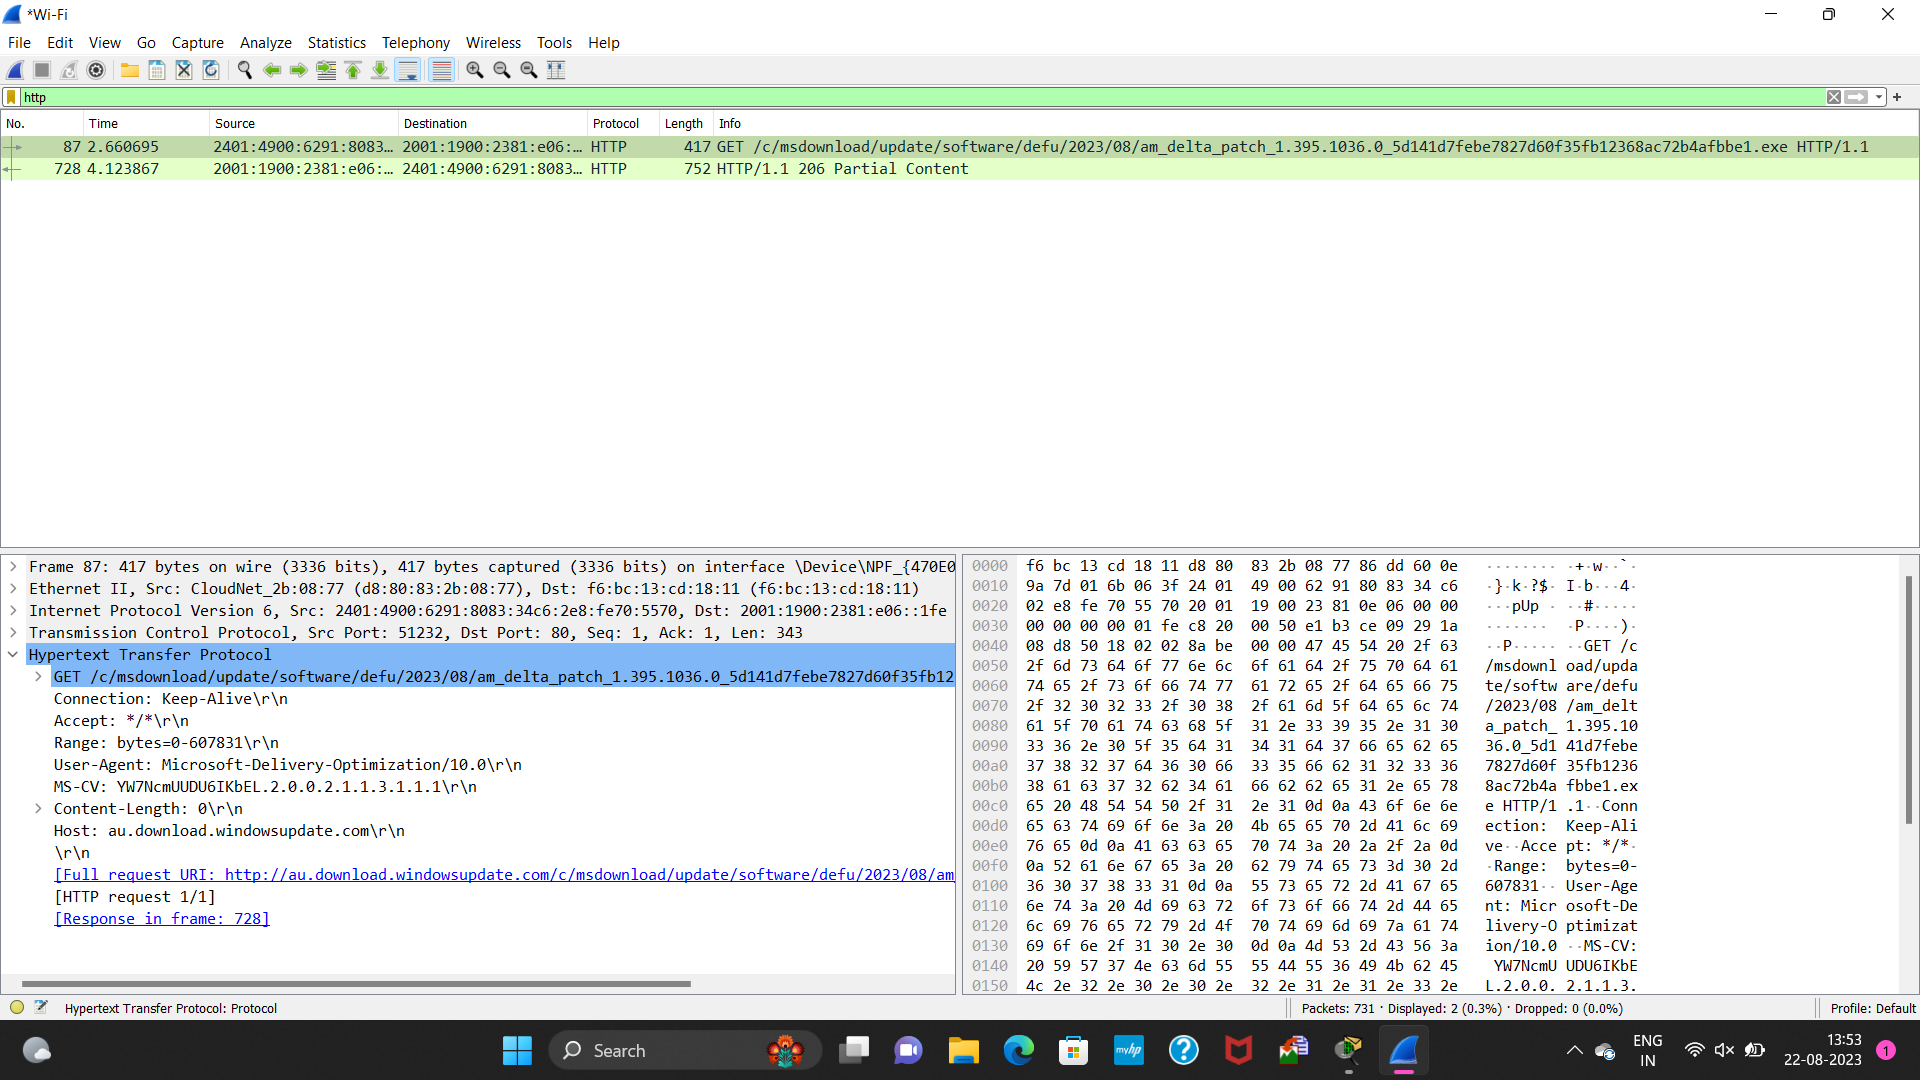 *Wi-Fi
File Edit View Go Capture Analyze Statistics Telephony Wireless Tools Help
http
No. Time Source Destination Protocol Length Info
87 2.660695 2401:4900:6291:8083… 2001:1900:2381:e06:… HTTP 417 GET /c/msdownload/update/software/defu/2023/08/am_delta_patch_1.395.1036.0_5d141d7febe7827d60f35fb12368ac72b4afbbe1.exe HTTP/1.1
728 4.123867 2001:1900:2381:e06:… 2401:4900:6291:8083… HTTP 752 HTTP/1.1 206 Partial Content
Frame 87: 417 bytes on wire (3336 bits), 417 bytes captured (3336 bits) on interface \Device\NPF_{470E0
Ethernet II, Src: CloudNet_2b:08:77 (d8:80:83:2b:08:77), Dst: f6:bc:13:cd:18:11 (f6:bc:13:cd:18:11)
Internet Protocol Version 6, Src: 2401:4900:6291:8083:34c6:2e8:fe70:5570, Dst: 2001:1900:2381:e06::1fe
Transmission Control Protocol, Src Port: 51232, Dst Port: 80, Seq: 1, Ack: 1, Len: 343
Hypertext Transfer Protocol
GET /c/msdownload/update/software/defu/2023/08/am_delta_patch_1.395.1036.0_5d141d7febe7827d60f35fb12
Connection: Keep-Alive\r\n
Accept: */*\r\n
Range: bytes=0-607831\r\n
User-Agent: Microsoft-Delivery-Optimization/10.0\r\n
MS-CV: YW7NcmUUDU6IKbEL.2.0.0.2.1.1.3.1.1.1\r\n
Content-Length: 0\r\n
Host: au.download.windowsupdate.com\r\n
\r\n
[Full request URI: http://au.download.windowsupdate.com/c/msdownload/update/software/defu/2023/08/am_
[HTTP request 1/1]
[Response in frame: 728]
0000 f6 bc 13 cd 18 11 d8 80 83 2b 08 77 86 dd 60 0e ········ ·+·w··`·
0010 9a 7d 01 6b 06 3f 24 01 49 00 62 91 80 83 34 c6 ·}·k·?$· I·b···4·
0020 02 e8 fe 70 55 70 20 01 19 00 23 81 0e 06 00 00 ···pUp · ··#·····
0030 00 00 00 00 01 fe c8 20 00 50 e1 b3 ce 09 29 1a ······· ·P····)·
0040 08 d8 50 18 02 02 8a be 00 00 47 45 54 20 2f 63 ··P····· ··GET /c
0050 2f 6d 73 64 6f 77 6e 6c 6f 61 64 2f 75 70 64 61 /msdownl oad/upda
0060 74 65 2f 73 6f 66 74 77 61 72 65 2f 64 65 66 75 te/softw are/defu
0070 2f 32 30 32 33 2f 30 38 2f 61 6d 5f 64 65 6c 74 /2023/08 /am_delt
0080 61 5f 70 61 74 63 68 5f 31 2e 33 39 35 2e 31 30 a_patch_ 1.395.10
0090 33 36 2e 30 5f 35 64 31 34 31 64 37 66 65 62 65 36.0_5d1 41d7febe
00a0 37 38 32 37 64 36 30 66 33 35 66 62 31 32 33 36 7827d60f 35fb1236
00b0 38 61 63 37 32 62 34 61 66 62 62 65 31 2e 65 78 8ac72b4a fbbe1.ex
00c0 65 20 48 54 54 50 2f 31 2e 31 0d 0a 43 6f 6e 6e e HTTP/1 .1··Conn
00d0 65 63 74 69 6f 6e 3a 20 4b 65 65 70 2d 41 6c 69 ection: Keep-Ali
00e0 76 65 0d 0a 41 63 63 65 70 74 3a 20 2a 2f 2a 0d ve··Acce pt: */*·
00f0 0a 52 61 6e 67 65 3a 20 62 79 74 65 73 3d 30 2d ·Range: bytes=0-
0100 36 30 37 38 33 31 0d 0a 55 73 65 72 2d 41 67 65 607831·· User-Age
0110 6e 74 3a 20 4d 69 63 72 6f 73 6f 66 74 2d 44 65 nt: Micr osoft-De
0120 6c 69 76 65 72 79 2d 4f 70 74 69 6d 69 7a 61 74 livery-O ptimizat
0130 69 6f 6e 2f 31 30 2e 30 0d 0a 4d 53 2d 43 56 3a ion/10.0 ··MS-CV:
0140 20 59 57 37 4e 63 6d 55 55 44 55 36 49 4b 62 45 YW7NcmU UDU6IKbE
0150 4c 2e 32 2e 30 2e 30 2e 32 2e 31 2e 31 2e 33 2e L.2.0.0. 2.1.1.3.
Hypertext Transfer Protocol: Protocol
Packets: 731 · Displayed: 2 (0.3%) · Dropped: 0 (0.0%)
Profile: Default
Search
myhp
ENG
IN
13:53
22-08-2023
1